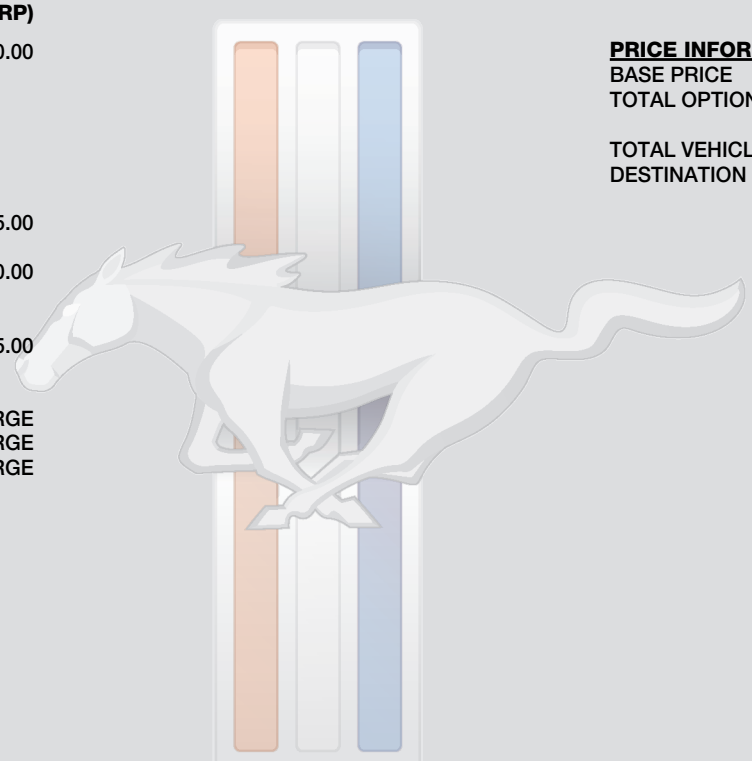 RP)
0.00
5.00
0.00
5.00
RGE
RGE
RGE
PRICE INFOR
BASE PRICE
TOTAL OPTION
TOTAL VEHICL
DESTINATION